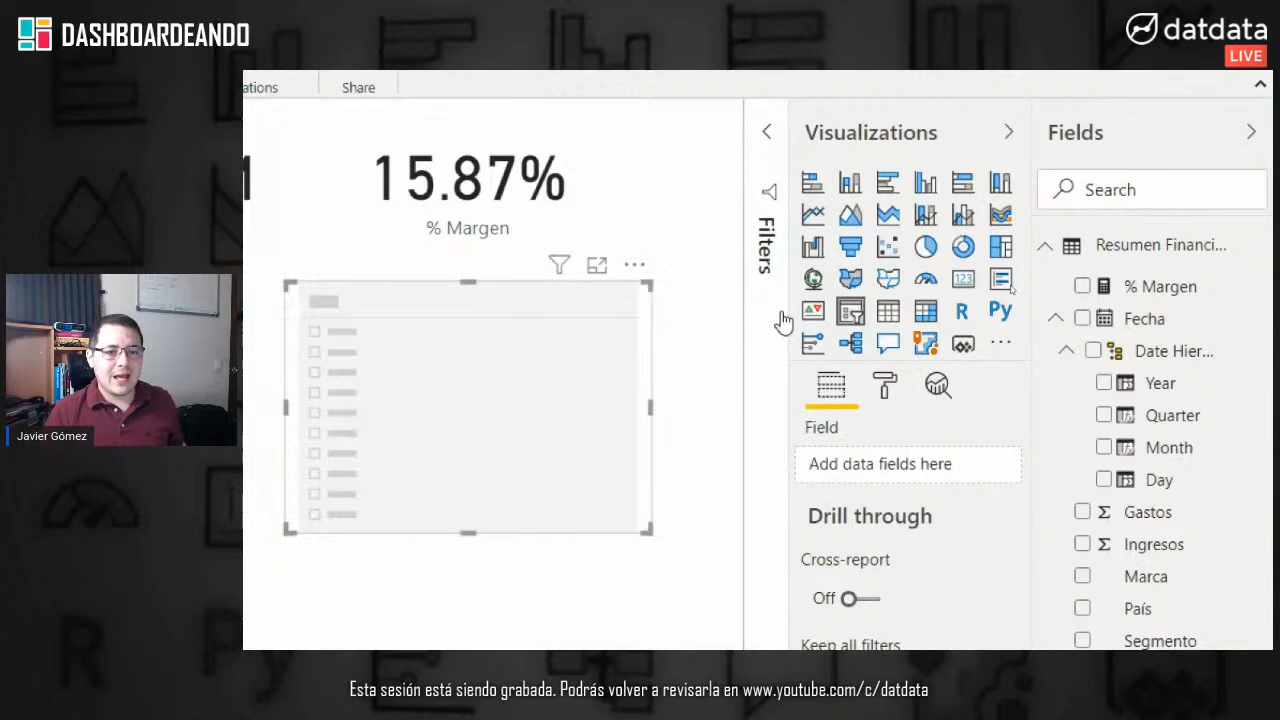 DASHBOARDEANDO
datdata
LIVE
ations
Share
15.87%
% Margen
Filters
Visualizations
123
R
Py
Field
Add data fields here
Drill through
Cross-report
Off
Keep all filters
Fields
Search
Resumen Financi...
% Margen
Fecha
Date Hier...
Year
Quarter
Month
Day
Gastos
Ingresos
Marca
País
Segmento
Javier Gómez
Esta sesión está siendo grabada. Podrás volver a revisarla en www.youtube.com/c/datdata